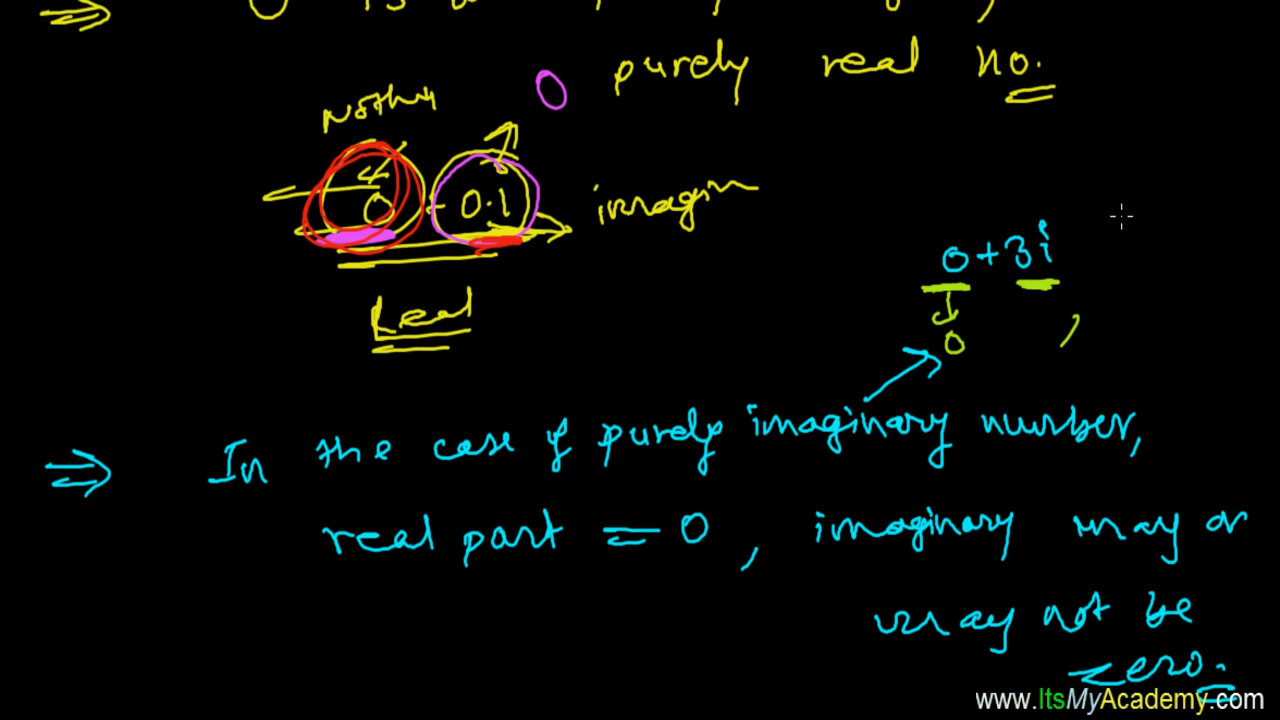 purely real no.
0
0 0.1 imagin
Real
0+3i
0 ,
⇒ In the case of purely imaginary number,
real part = 0 , imaginary may or
may not be
zero.
www.ItsMyAcademy.com